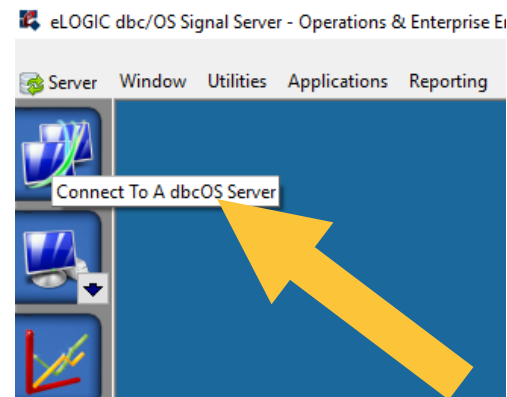 eLOGIC dbc/OS Signal Server - Operations & Enterprise
Server Window Utilities Applications Reporting
Connect To A dbcOS Server